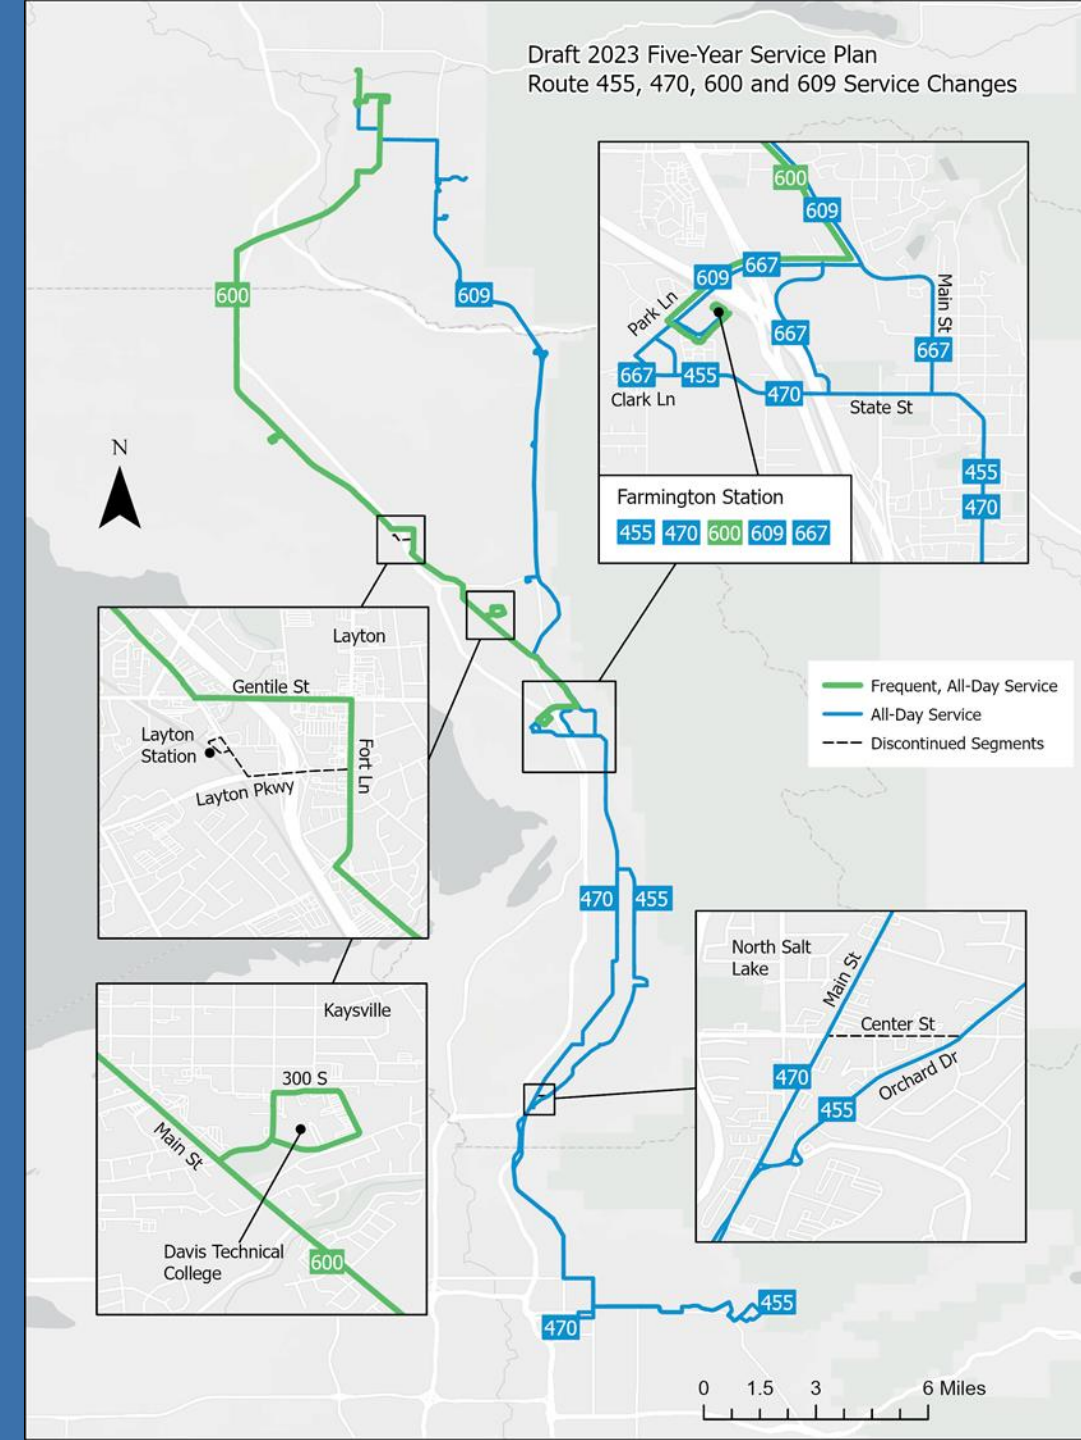 Draft 2023 Five-Year Service Plan
Route 455, 470, 600 and 609 Service Changes
600
609
600
609
609
667
Park Ln
Main St
667
667
667
455
470
Clark Ln
State St
455
470
Farmington Station
455 470 600 609 667
N
Layton
Gentile St
Layton
Station
Fort Ln
Layton Pkwy
Frequent, All-Day Service
All-Day Service
Discontinued Segments
470
455
North Salt
Lake
Main St
Center St
Orchard Dr
470
455
Kaysville
300 S
Main St
Davis Technical
College
600
455
470
0 1.5 3 6 Miles